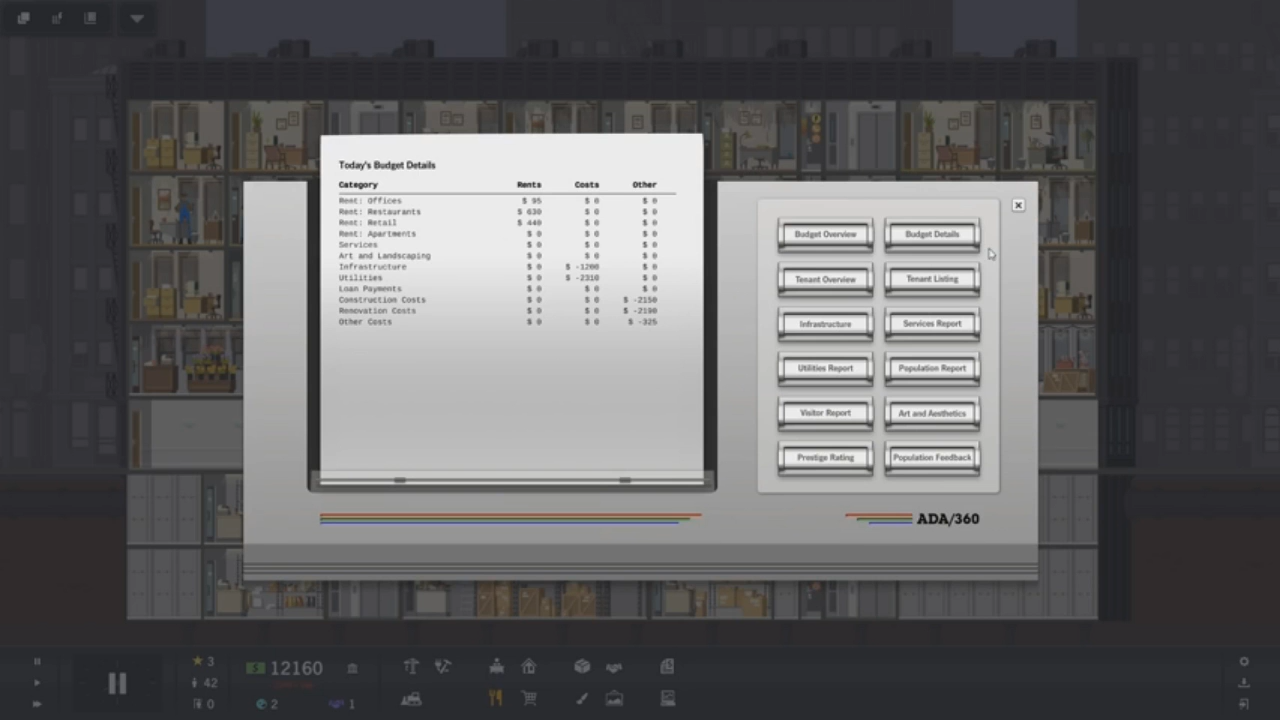 Today's Budget Details
Category Rents Costs Other
Rent: Offices $ 95 $ 0 $ 0
Rent: Restaurants $ 630 $ 0 $ 0
Rent: Retail $ 440 $ 0 $ 0
Rent: Apartments $ 0 $ 0 $ 0
Services $ 0 $ 0 $ 0
Art and Landscaping $ 0 $ 0 $ 0
Infrastructure $ 0 $ -1200 $ 0
Utilities $ 0 $ -2310 $ 0
Loan Payments $ 0 $ 0 $ 0
Construction Costs $ 0 $ 0 $ -2150
Renovation Costs $ 0 $ 0 $ -2190
Other Costs $ 0 $ 0 $ -325
Budget Overview Budget Details
Tenant Overview Tenant Listing
Infrastructure Services Report
Utilities Report Population Report
Visitor Report Art and Aesthetics
Prestige Rating Population Feedback
ADA/360
3
12160
42
0 2 1